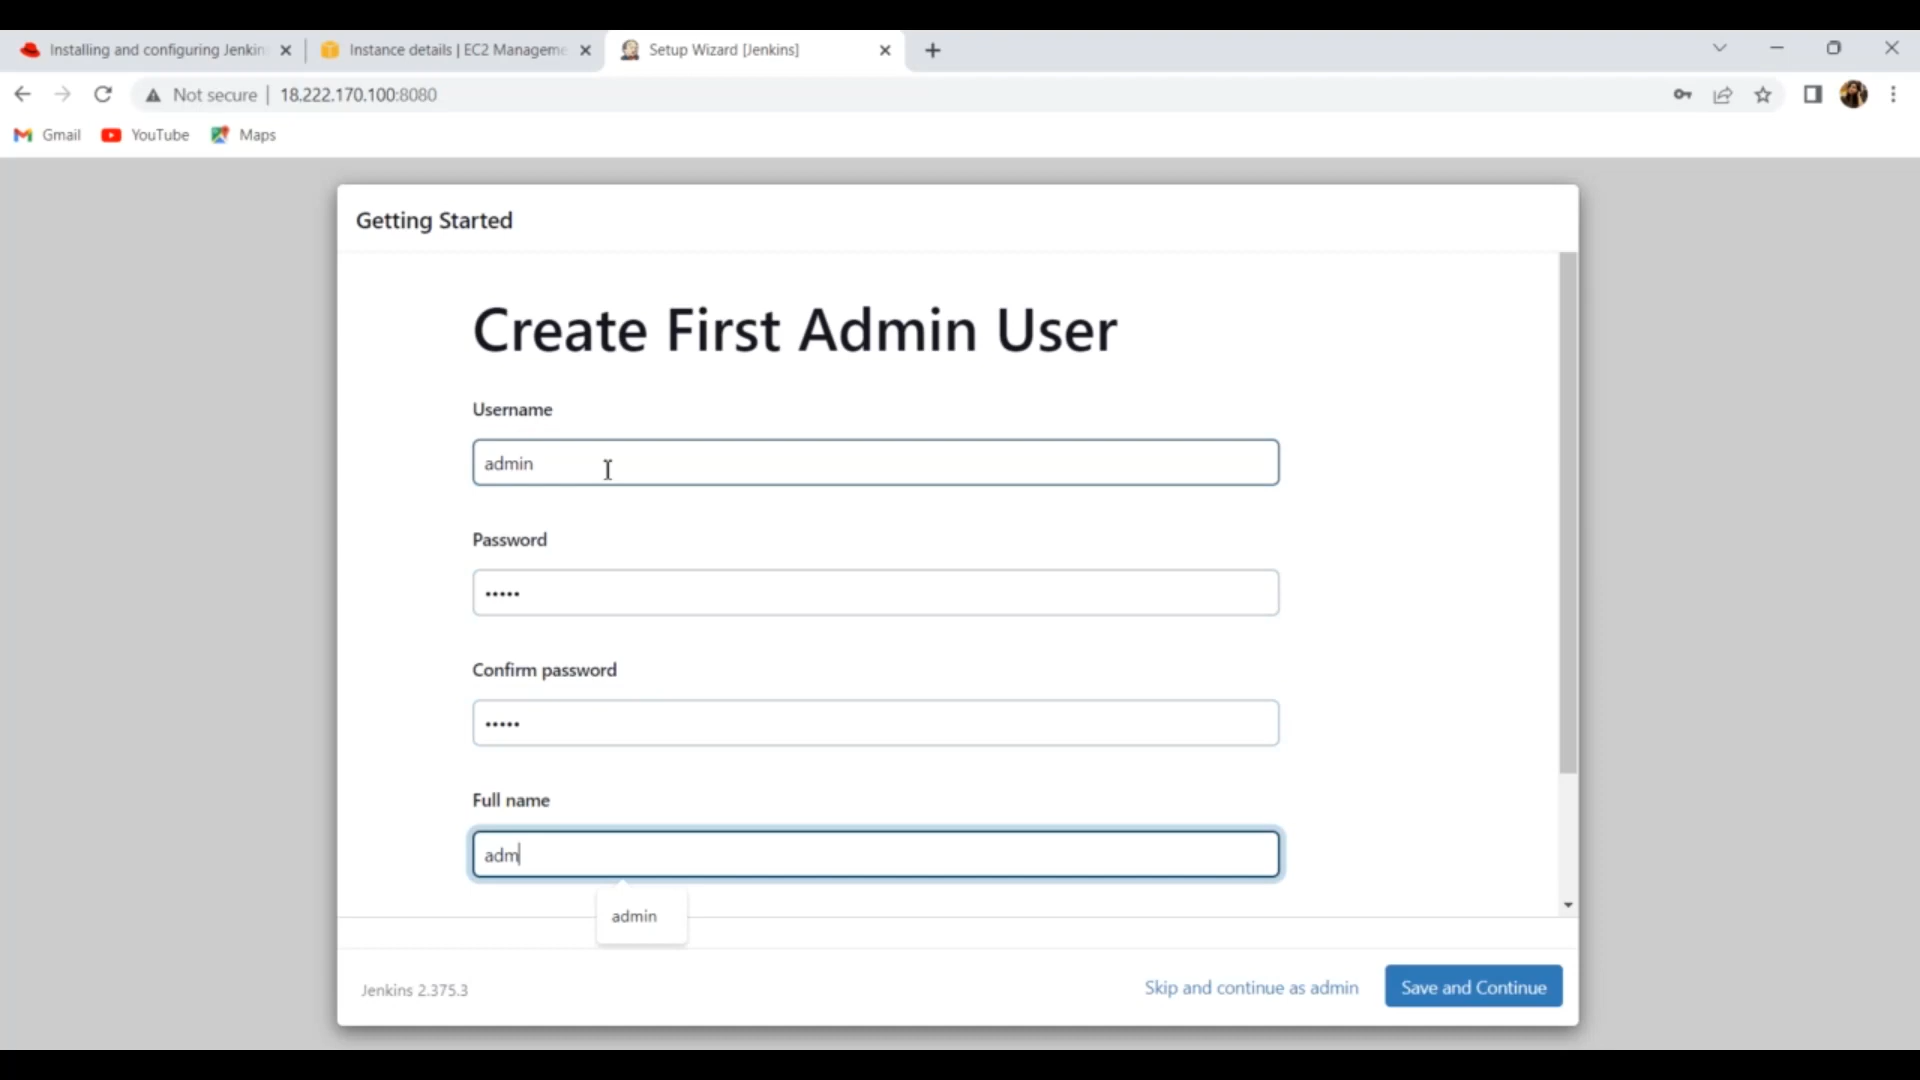 Installing and configuring Jenkin
Instance details | EC2 Manageme
Setup Wizard [Jenkins]
Not secure
18.222.170.100:8080
Gmail
YouTube
Maps
Getting Started
Create First Admin User
Username
admin
Password
•••••
Confirm password
•••••
Full name
adm
admin
Jenkins 2.375.3
Skip and continue as admin
Save and Continue